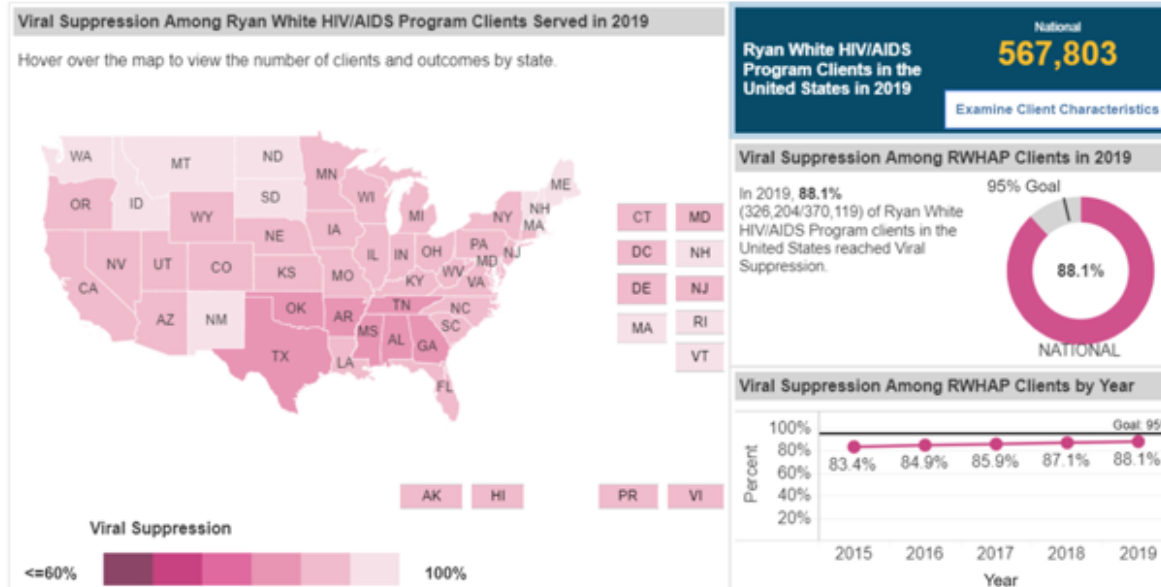 Viral Suppression Among Ryan White HIV/AIDS Program Clients Served in 2019
Hover over the map to view the number of clients and outcomes by state.
WA
MT
ND
MN
ME
OR
ID
SD
WI
MI
NY
NH
MA
WY
IA
NE
PA
NJ
NV
UT
CO
KS
IL
IN
OH
MD
MO
WV
VA
KY
CA
AZ
NM
OK
AR
TN
NC
SC
MS
AL
GA
TX
LA
FL
CT
MD
DC
NH
DE
NJ
MA
RI
VT
AK
HI
PR
VI
Viral Suppression
<=60%
100%
Ryan White HIV/AIDS
Program Clients in the
United States in 2019
National
567,803
Examine Client Characteristics
Viral Suppression Among RWHAP Clients in 2019
In 2019, 88.1%
(326,204/370,119) of Ryan White
HIV/AIDS Program clients in the
United States reached Viral
Suppression.
95% Goal
88.1%
NATIONAL
Viral Suppression Among RWHAP Clients by Year
Goal: 95
Percent
100%
80%
60%
40%
20%
83.4%
84.9%
85.9%
87.1%
88.1%
2015
2016
2017
2018
2019
Year